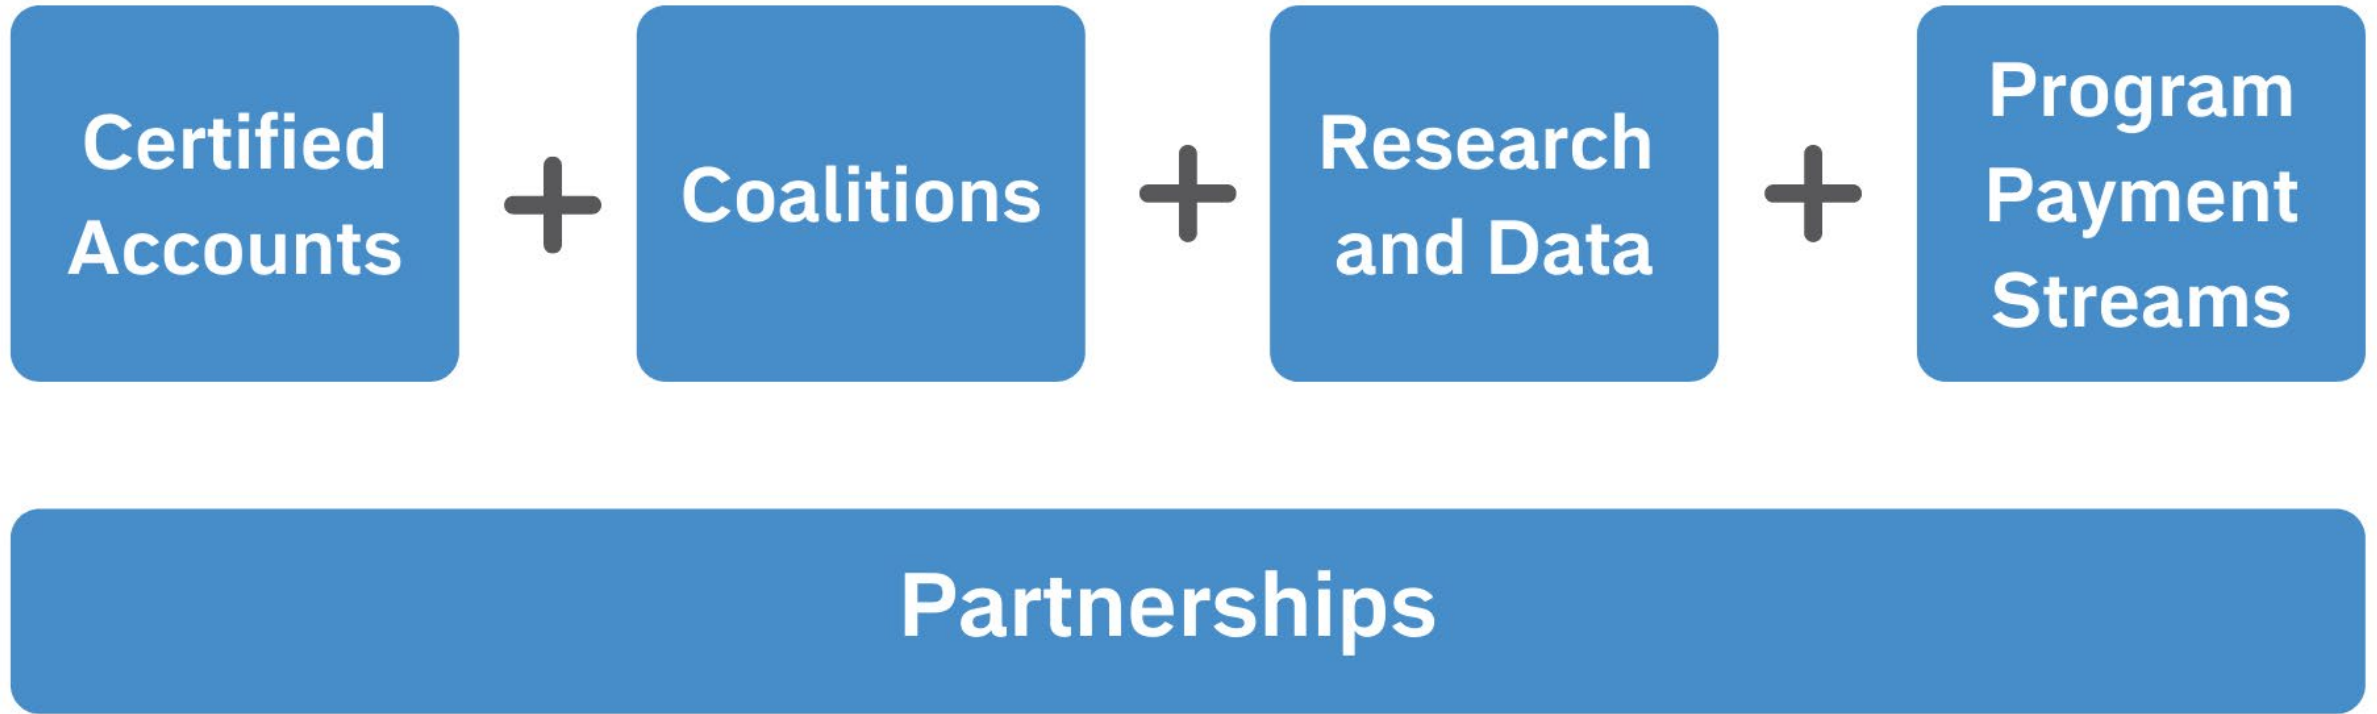 Certified
Accounts
+
Coalitions
+
Research
and Data
+
Program
Payment
Streams
Partnerships